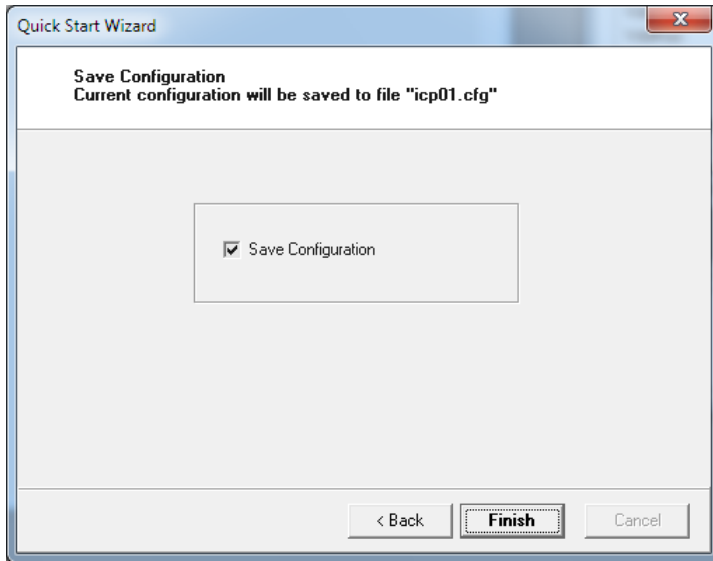 Quick Start Wizard
Save Configuration
Current configuration will be saved to file "icp01.cfg"
Save Configuration
< Back Finish Cancel